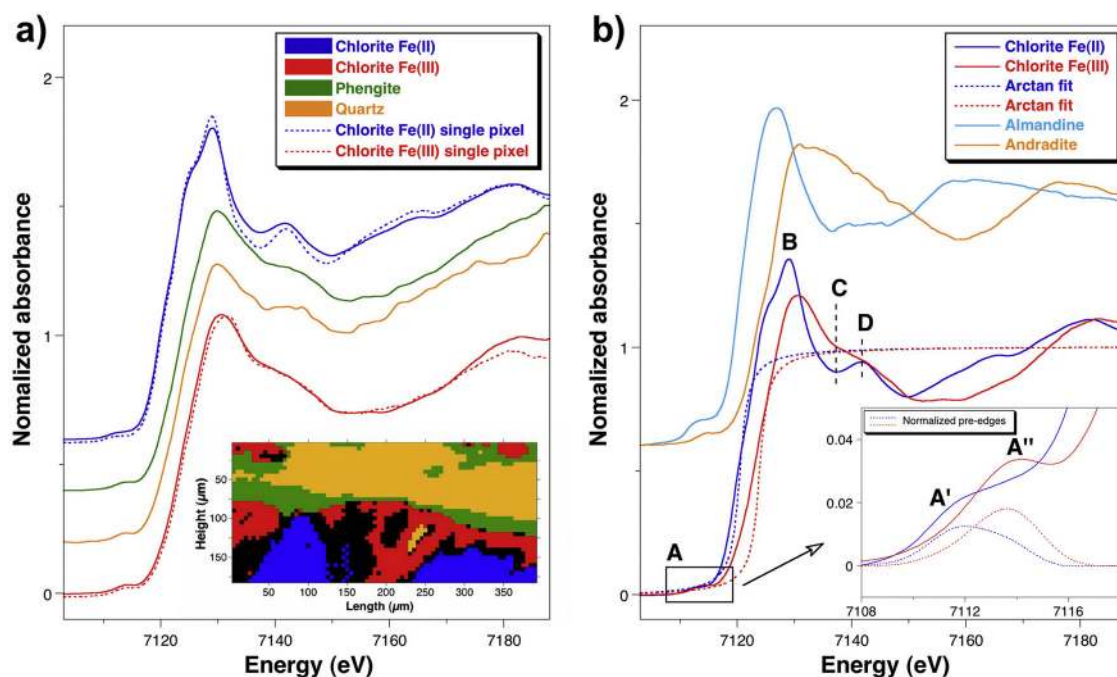 a)
Nomalized absorbance
2
1
0
Chlorite Fe(II)
Chlorite Fe(III)
Phengite
Quartz
Chlorite Fe(II) single pixel
Chlorite Fe(III) single pixel
Height (µm)
50
100
150
50 100 150 200 250 300 350
Length (µm)
7120 7140 7160 7180
Energy (eV)
b)
Nomalized absorbance
2
1
0
Chlorite Fe(II)
Chlorite Fe(III)
Arctan fit
Arctan fit
Almandine
Andradite
B
C
D
A
Normalized pre-edges
0.04
0.02
0
A'
A"
7108 7112 7116
7120 7140 7160 7180
Energy (eV)